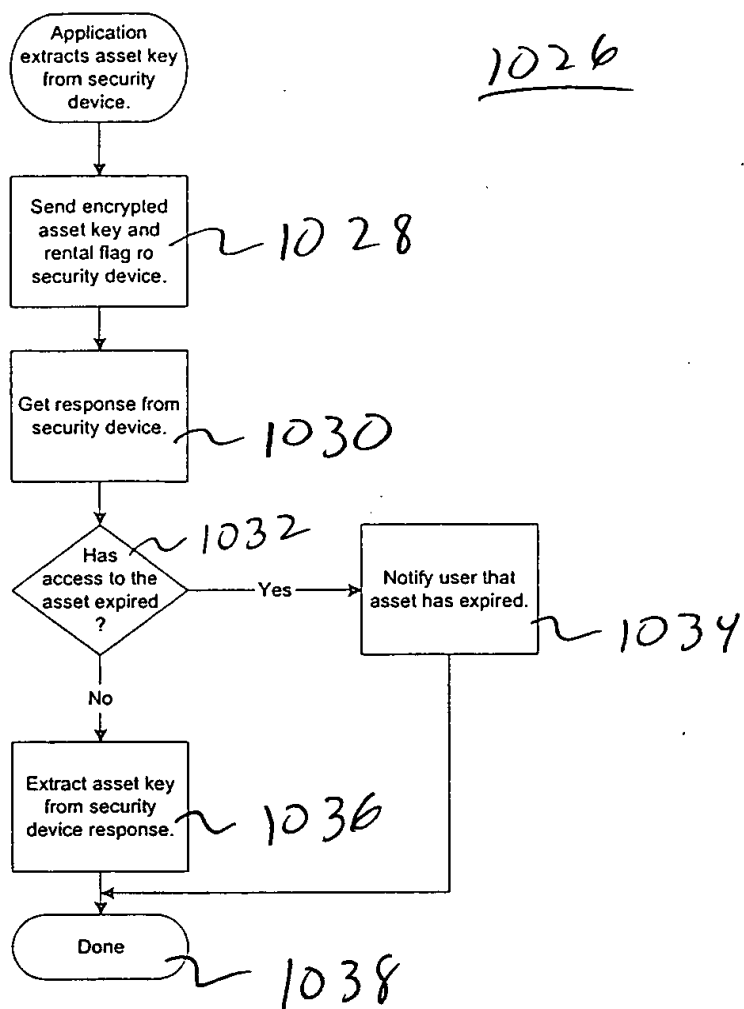 Application
extracts asset key
from security
device.
1026
Send encrypted
asset key and
rental flag ro
security device.
1028
Get response from
security device.
1030
Has
access to the
asset expired
?
1032
Yes
Notify user that
asset has expired.
1034
No
Extract asset key
from security
device response.
1036
Done
1038